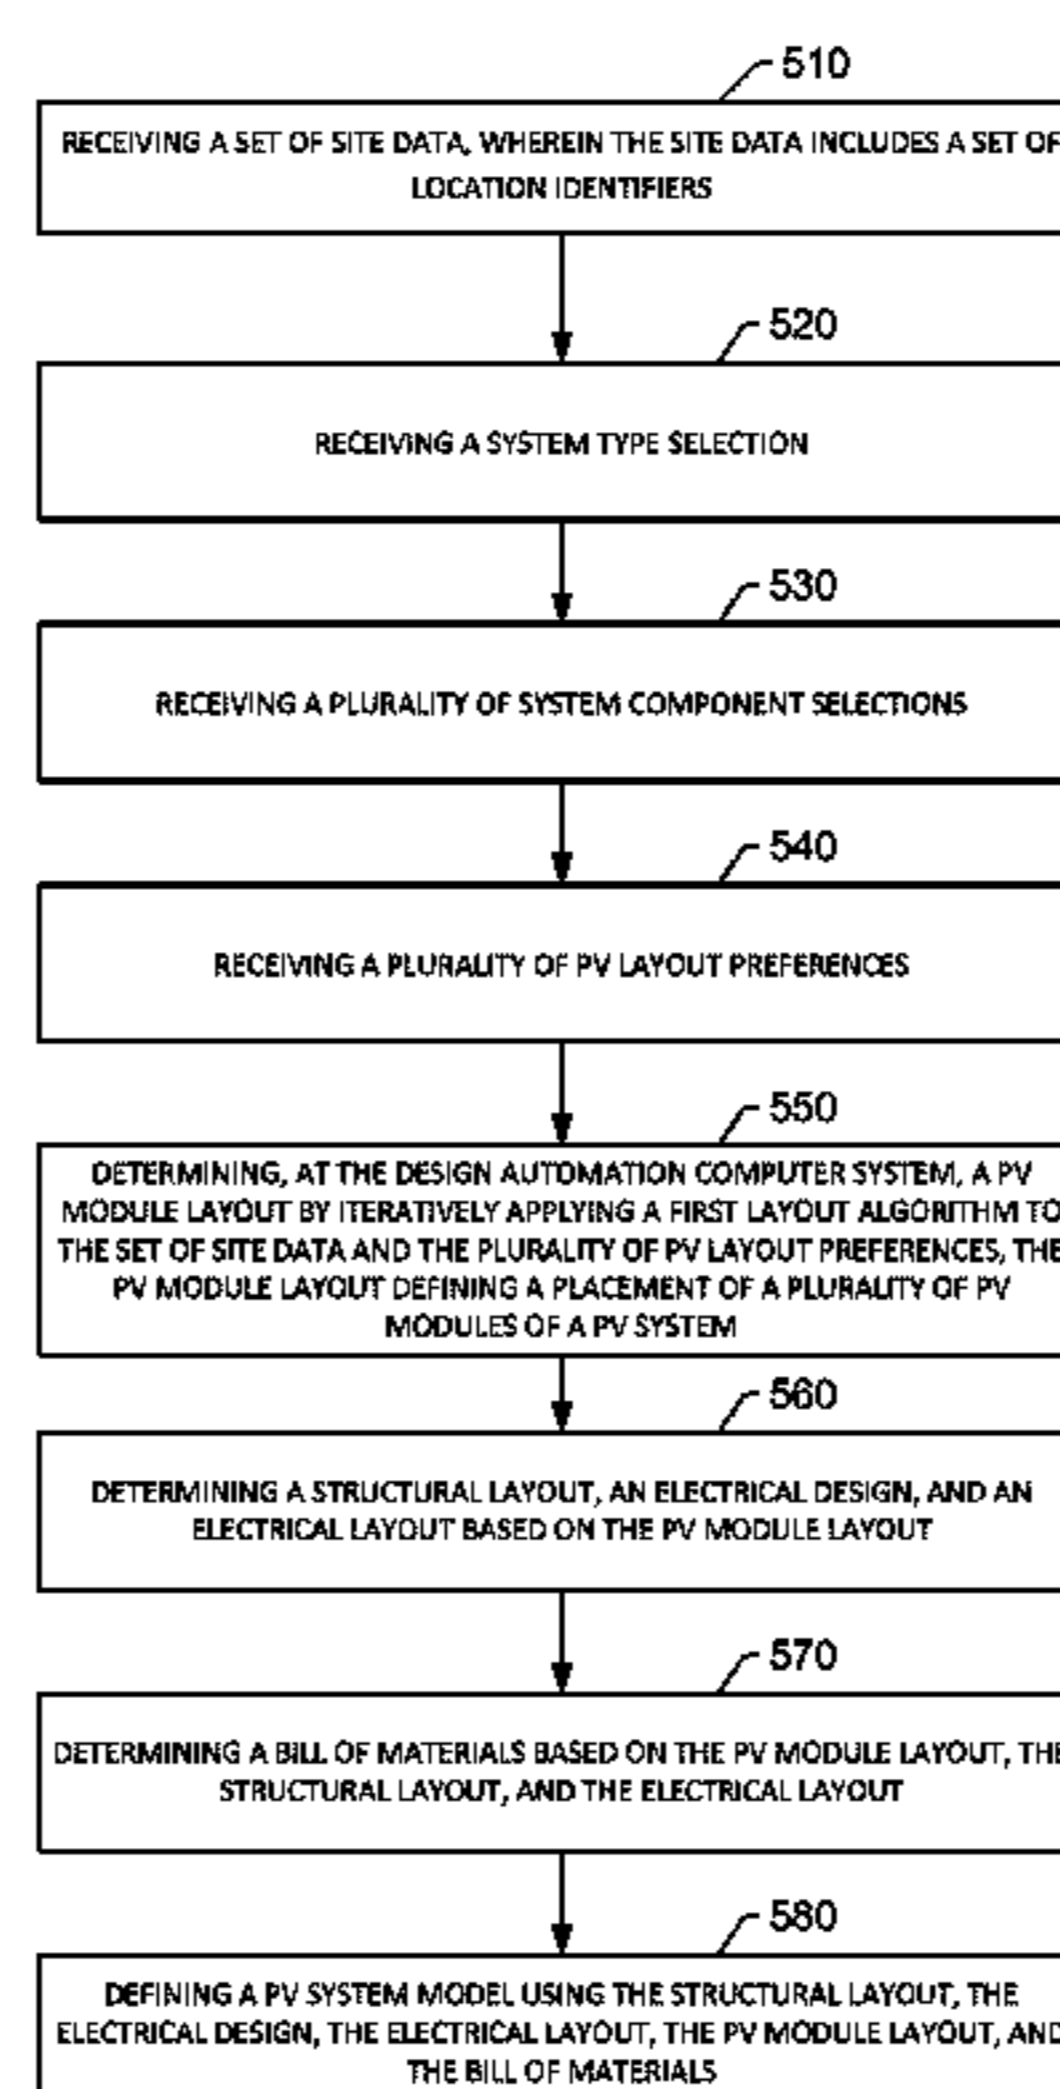 510
RECEIVING A SET OF SITE DATA, WHEREIN THE SITE DATA INCLUDES A SET OF
LOCATION IDENTIFIERS
520
RECEIVING A SYSTEM TYPE SELECTION
530
RECEIVING A PLURALITY OF SYSTEM COMPONENT SELECTIONS
540
RECEIVING A PLURALITY OF PV LAYOUT PREFERENCES
550
DETERMINING, AT THE DESIGN AUTOMATION COMPUTER SYSTEM, A PV
MODULE LAYOUT BY ITERATIVELY APPLYING A FIRST LAYOUT ALGORITHM TO
THE SET OF SITE DATA AND THE PLURALITY OF PV LAYOUT PREFERENCES, THE
PV MODULE LAYOUT DEFINING A PLACEMENT OF A PLURALITY OF PV
MODULES OF A PV SYSTEM
560
DETERMINING A STRUCTURAL LAYOUT, AN ELECTRICAL DESIGN, AND AN
ELECTRICAL LAYOUT BASED ON THE PV MODULE LAYOUT
570
DETERMINING A BILL OF MATERIALS BASED ON THE PV MODULE LAYOUT, THE
STRUCTURAL LAYOUT, AND THE ELECTRICAL LAYOUT
580
DEFINING A PV SYSTEM MODEL USING THE STRUCTURAL LAYOUT, THE
ELECTRICAL DESIGN, THE ELECTRICAL LAYOUT, THE PV MODULE LAYOUT, AND
THE BILL OF MATERIALS